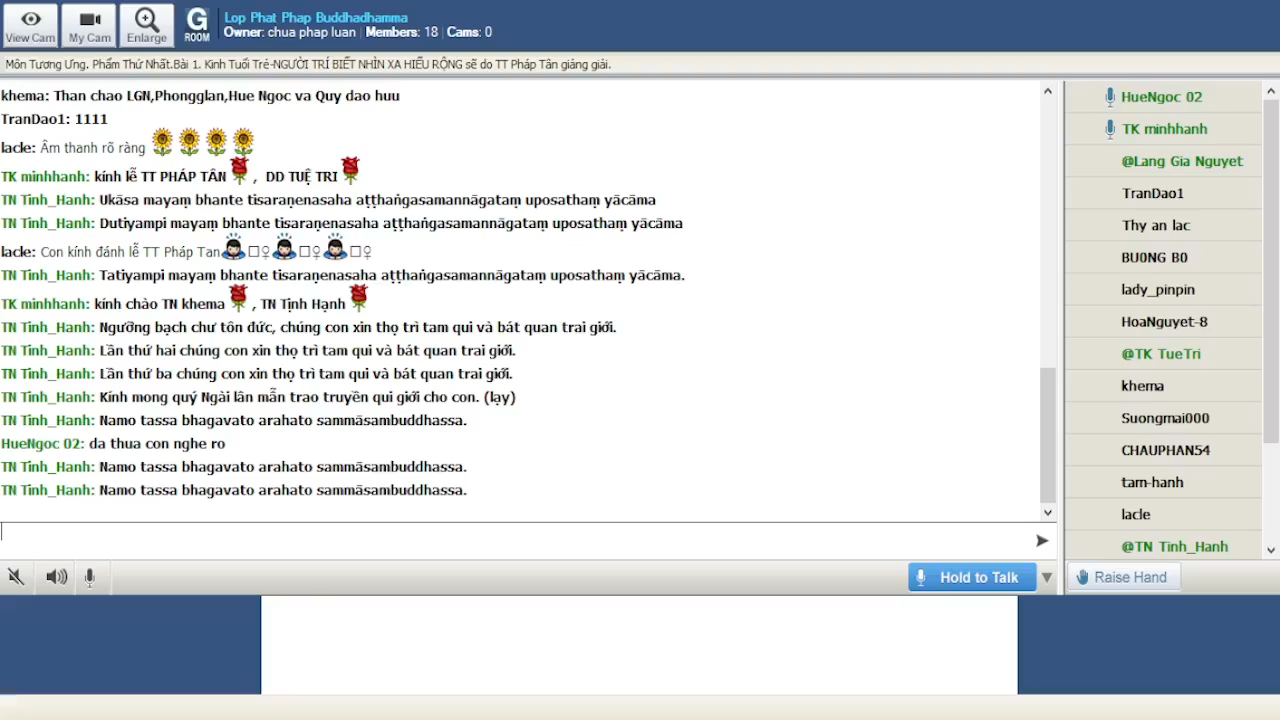 View Cam
My Cam
Enlarge
G
ROOM
Lop Phat Phap Buddhadhamma
Owner: chua phap luan | Members: 18 | Cams: 0
Môn Tương Ưng. Phẩm Thứ Nhất.Bài 1. Kinh Tuổi Trẻ-NGƯỜI TRÍ BIẾT NHÌN XA HIỂU RỘNG sẽ do TT Pháp Tân giảng giải.
khema: Than chao LGN,Phongglan,Hue Ngoc va Quy dao huu
TranDao1: 1111
lacle: Âm thanh rõ ràng
TK minhhanh: kính lễ TT PHÁP TÂN , DD TUỆ TRI
TN Tinh_Hanh: Ukāsa mayaṃ bhante tisaraṇenasaha aṭṭhaṅgasamannāgataṃ uposathaṃ yācāma
TN Tinh_Hanh: Dutiyampi mayaṃ bhante tisaraṇenasaha aṭṭhaṅgasamannāgataṃ uposathaṃ yācāma
lacle: Con kính đánh lễ TT Pháp Tan □♀ □♀ □♀
TN Tinh_Hanh: Tatiyampi mayaṃ bhante tisaraṇenasaha aṭṭhaṅgasamannāgataṃ uposathaṃ yācāma.
TK minhhanh: kính chào TN khema , TN Tịnh Hạnh
TN Tinh_Hanh: Ngưỡng bạch chư tôn đức, chúng con xin thọ trì tam qui và bát quan trai giới.
TN Tinh_Hanh: Lần thứ hai chúng con xin thọ trì tam qui và bát quan trai giới.
TN Tinh_Hanh: Lần thứ ba chúng con xin thọ trì tam qui và bát quan trai giới.
TN Tinh_Hanh: Kính mong quý Ngài lân mẫn trao truyền qui giới cho con. (lạy)
TN Tinh_Hanh: Namo tassa bhagavato arahato sammāsambuddhassa.
HueNgoc 02: da thua con nghe ro
TN Tinh_Hanh: Namo tassa bhagavato arahato sammāsambuddhassa.
TN Tinh_Hanh: Namo tassa bhagavato arahato sammāsambuddhassa.
Hold to Talk
HueNgoc 02
TK minhhanh
@Lang Gia Nguyet
TranDao1
Thy an lac
BU0NG B0
lady_pinpin
HoaNguyet-8
@TK TueTri
khema
Suongmai000
CHAUPHAN54
tam-hanh
lacle
@TN Tinh_Hanh
Raise Hand